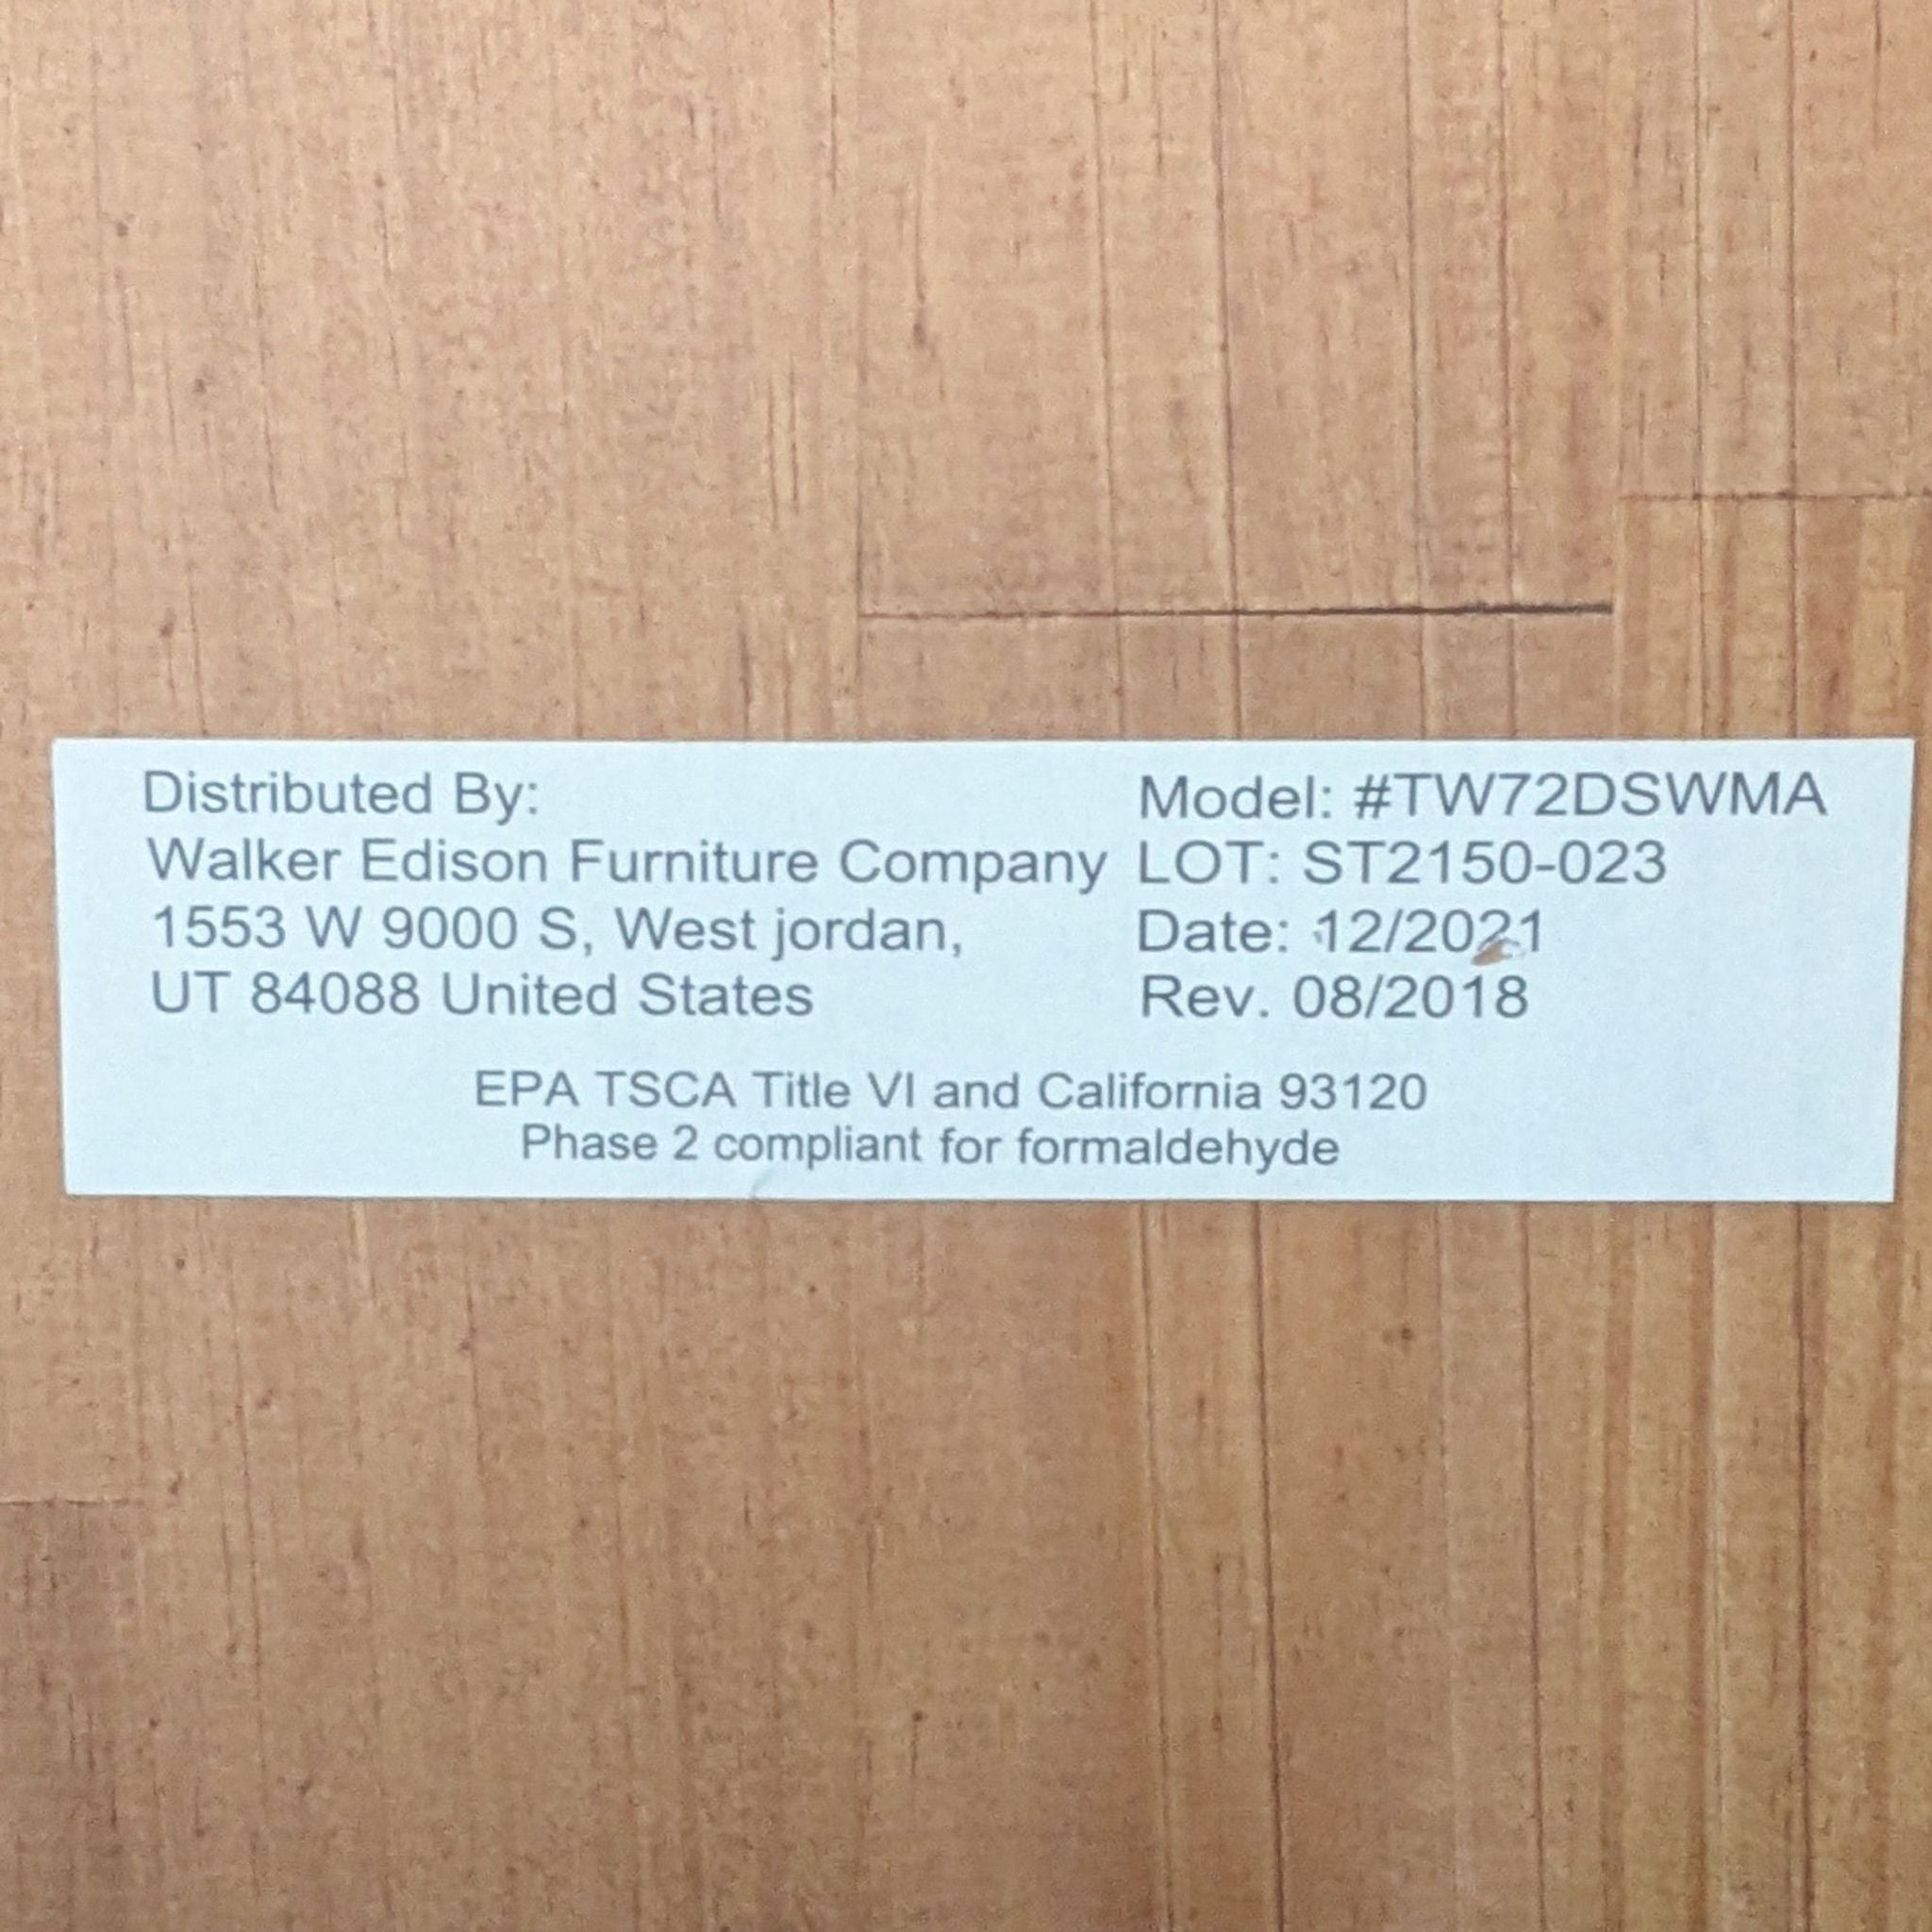 Distributed By:
Walker Edison Furniture Company
1553 W 9000 S, West jordan,
UT 84088 United States
Model: #TW72DSWMA
LOT: ST2150-023
Date: 12/2021
Rev. 08/2018
EPA TSCA Title VI and California 93120
Phase 2 compliant for formaldehyde